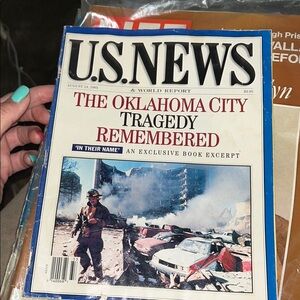 U.S.NEWS
& WORLD REPORT
THE OKLAHOMA CITY
TRAGEDY
REMEMBERED
"IN THEIR NAME" AN EXCLUSIVE BOOK EXCERPT